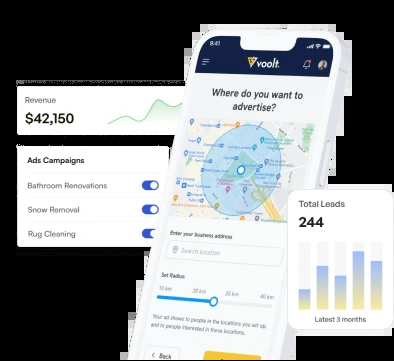 9:41
voolt
Where do you want to
advertise?
Revenue
$42,150
Ads Campaigns
Bathroom Renovations
Snow Removal
Rug Cleaning
Enter your business address
Search location
Set Radius:
10 km 20 km 30 km 40 km
Your ad shows to people in the locations you set up,
and to people interested in these locations.
Back
Total Leads
244
Latest 3 months